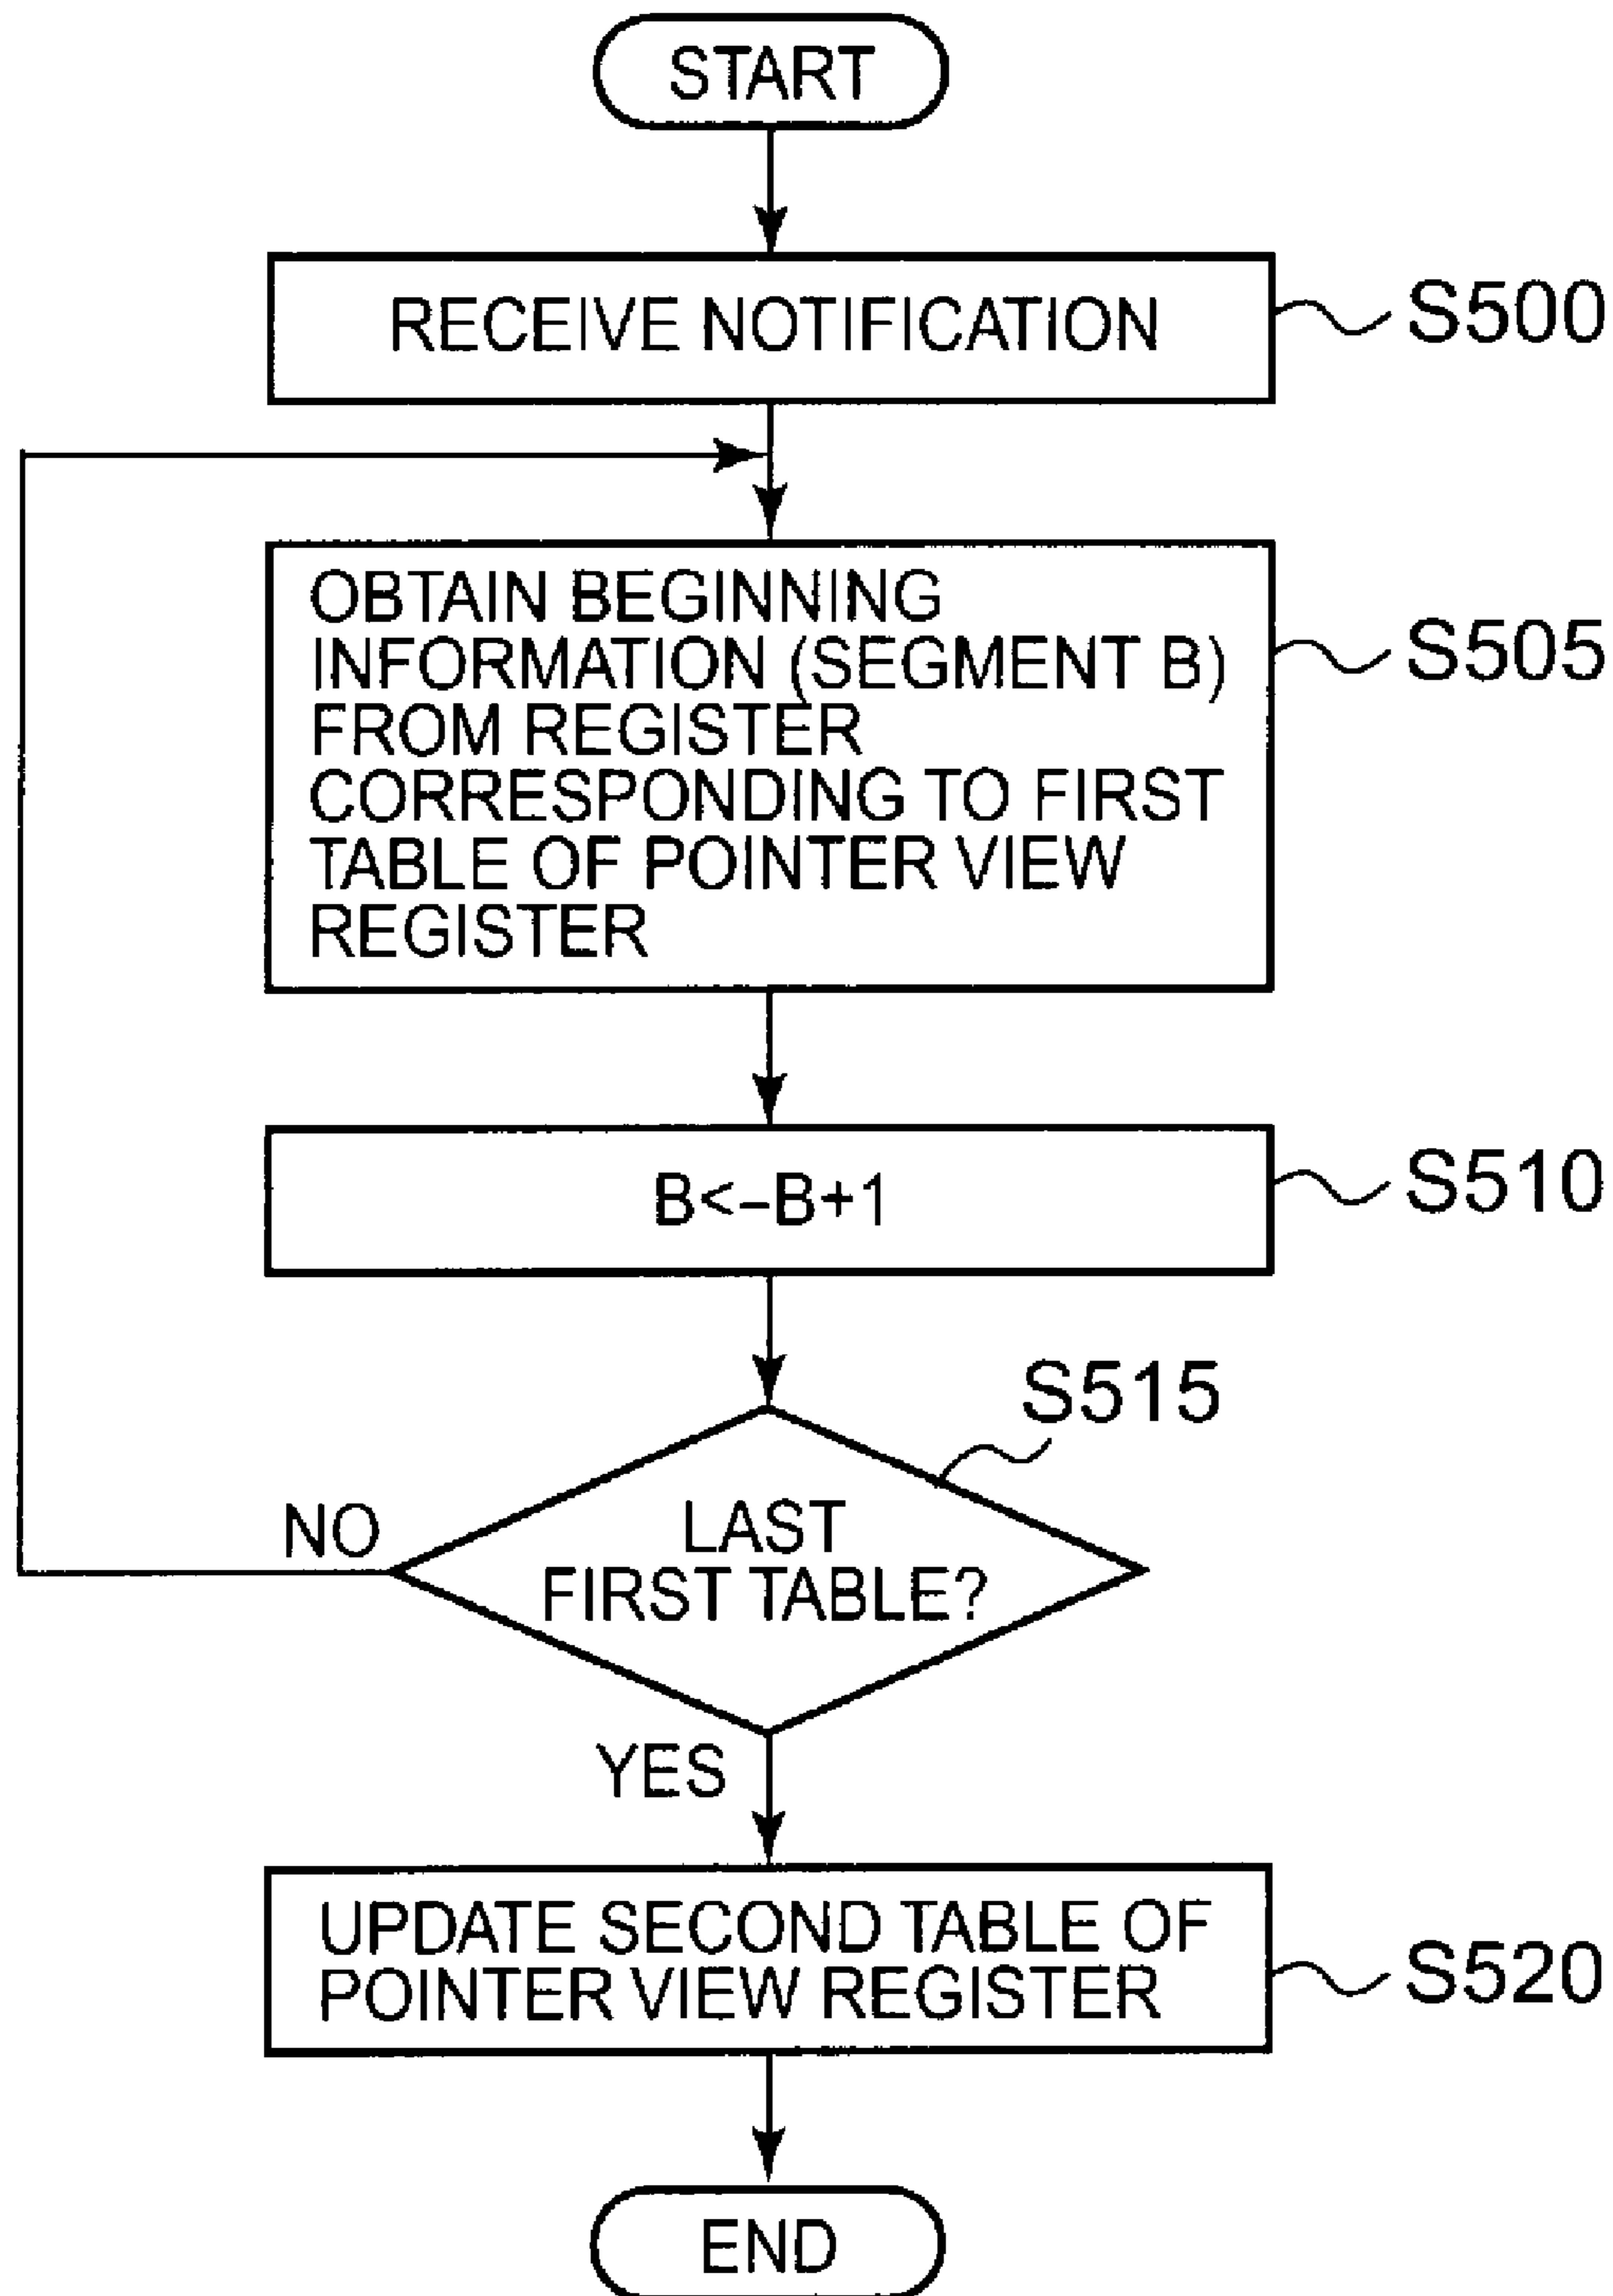 START
RECEIVE NOTIFICATION
S500
OBTAIN BEGINNING
INFORMATION (SEGMENT B)
FROM REGISTER
CORRESPONDING TO FIRST
TABLE OF POINTER VIEW
REGISTER
S505
B<–B+1
S510
S515
LAST
FIRST TABLE?
NO
YES
UPDATE SECOND TABLE OF
POINTER VIEW REGISTER
S520
END